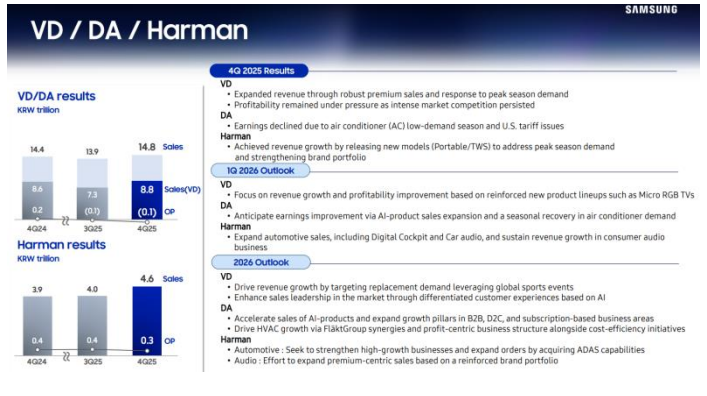 SAMSUNG
VD / DA / Harman
VD/DA results
KRW trillion
14.4
13.9
14.8 Sales
8.6
7.3
8.8 Sales(VD)
0.2
(0.1)
(0.1) OP
4Q24
3Q25
4Q25
Harman results
KRW trillion
3.9
4.0
4.6 Sales
0.4
0.4
0.3 OP
4Q24
3Q25
4Q25
4Q 2025 Results
VD
• Expanded revenue through robust premium sales and response to peak season demand
• Profitability remained under pressure as intense market competition persisted
DA
• Earnings declined due to air conditioner (AC) low-demand season and U.S. tariff issues
Harman
• Achieved revenue growth by releasing new models (Portable/TWS) to address peak season demand
and strengthening brand portfolio
1Q 2026 Outlook
VD
• Focus on revenue growth and profitability improvement based on reinforced new product lineups such as Micro RGB TVs
DA
• Anticipate earnings improvement via AI-product sales expansion and a seasonal recovery in air conditioner demand
Harman
• Expand automotive sales, including Digital Cockpit and Car audio, and sustain revenue growth in consumer audio
business
2026 Outlook
VD
• Drive revenue growth by targeting replacement demand leveraging global sports events
• Enhance sales leadership in the market through differentiated customer experiences based on AI
DA
• Accelerate sales of AI-products and expand growth pillars in B2B, D2C, and subscription-based business areas
• Drive HVAC growth via FläktGroup synergies and profit-centric business structure alongside cost-efficiency initiatives
Harman
• Automotive : Seek to strengthen high-growth businesses and expand orders by acquiring ADAS capabilities
• Audio : Effort to expand premium-centric sales based on a reinforced brand portfolio